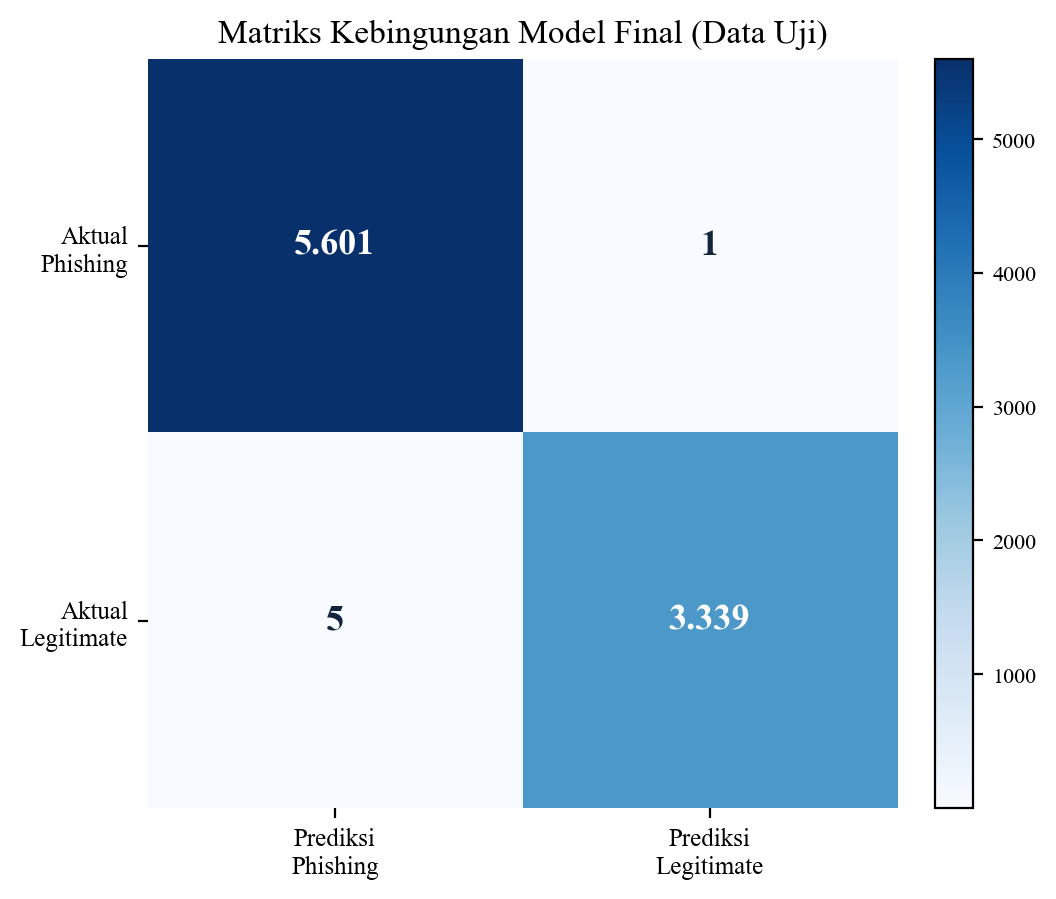 Matriks Kebingungan Model Final (Data Uji)
Aktual
Phishing
5.601
1
Aktual
Legitimate
5
3.339
Prediksi
Phishing
Prediksi
Legitimate
5000
4000
3000
2000
1000